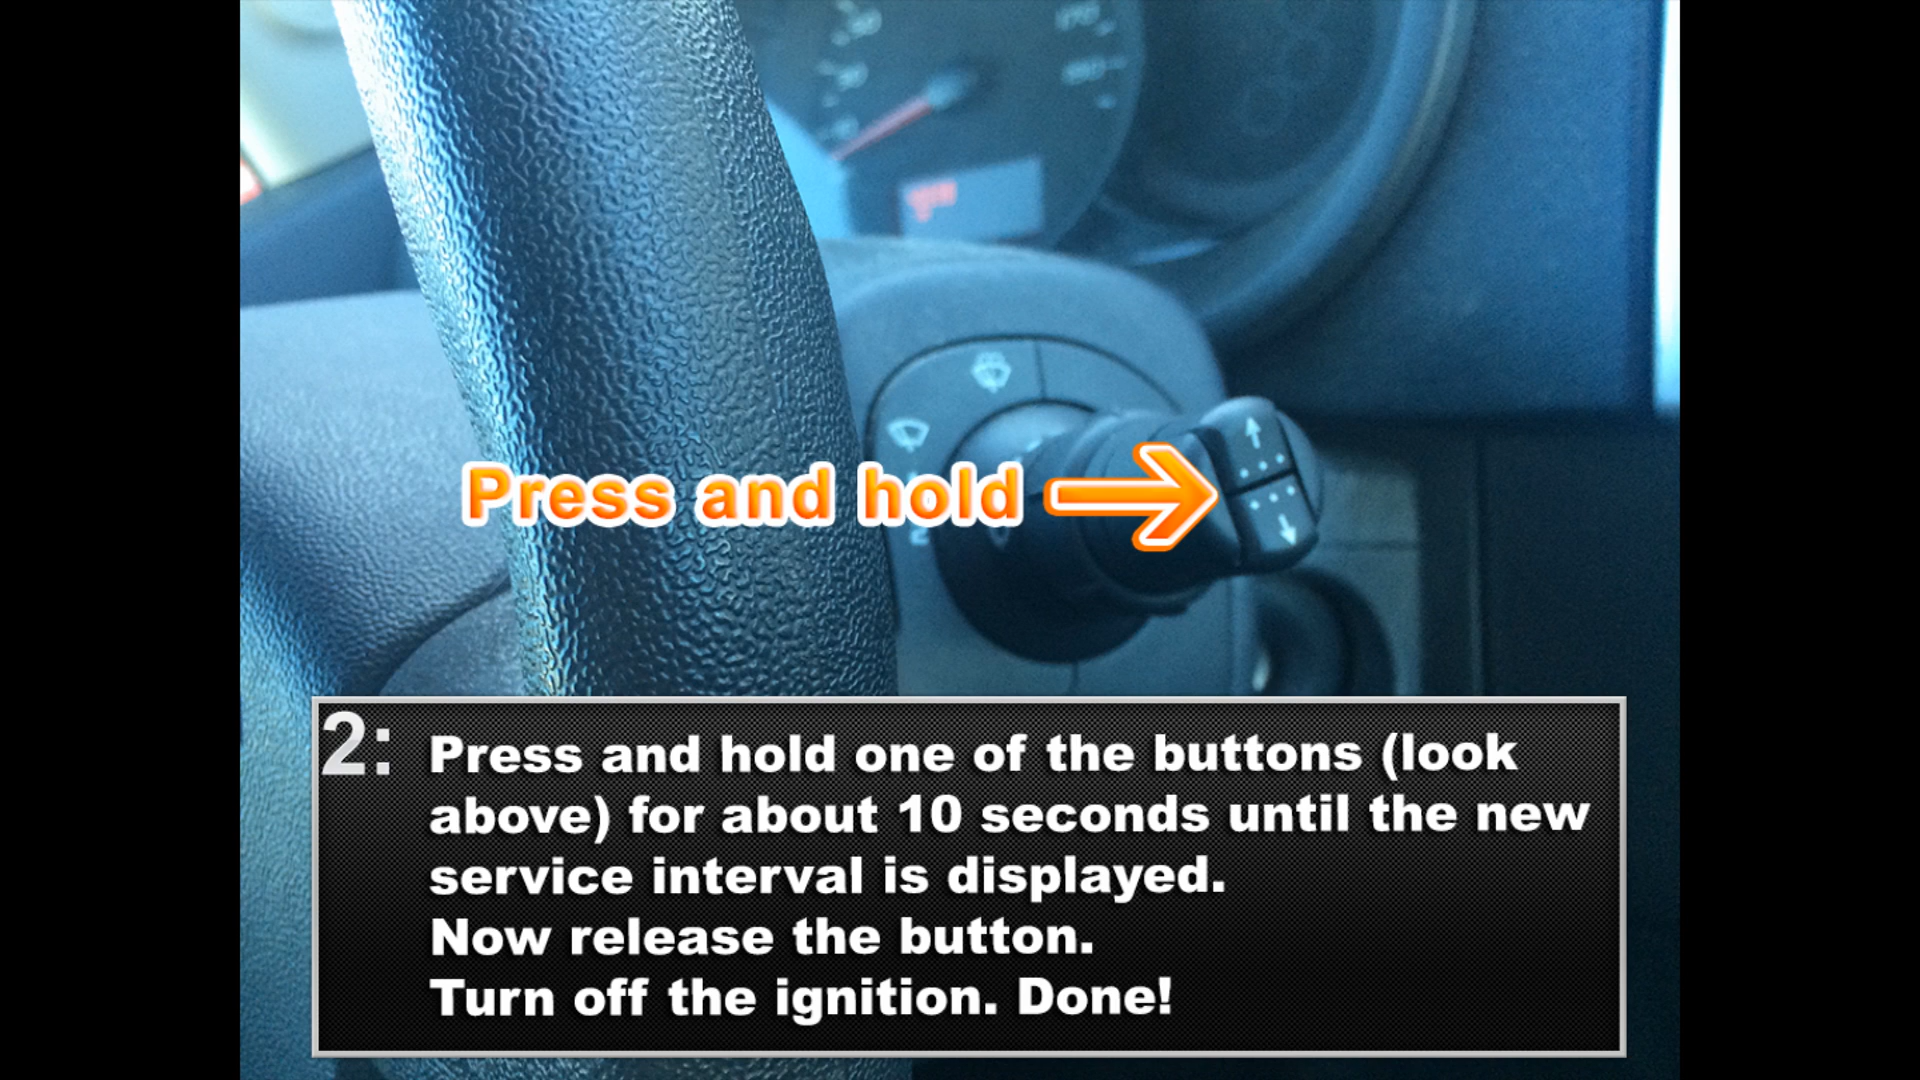 Press and hold
2:
Press and hold one of the buttons (look
above) for about 10 seconds until the new
service interval is displayed.
Now release the button.
Turn off the ignition. Done!